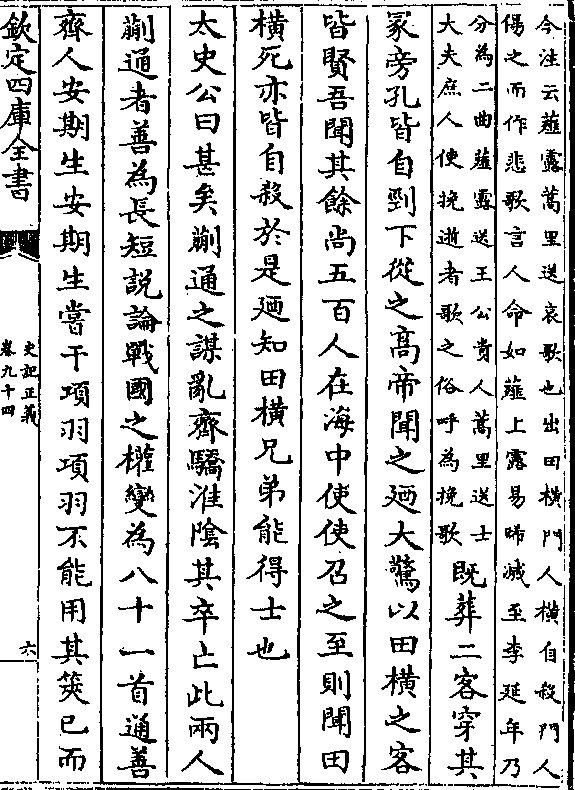 今注云薤露蒿里送哀歌也出田横門人横自殺門人
傷之而作悲歌言人命如薤上露易晞滅至李延年乃
分為二曲薤露送王公貴人蒿里送士
大夫庶人使挽逝者歌之俗呼為挽歌
既葬二客穿其
冢旁孔皆自剄下從之髙帝聞之廼大驚以田横之客
皆賢吾聞其餘尚五百人在海中使使召之至則聞田
横死亦皆自殺於是廼知田横兄弟能得士也
太史公曰甚矣蒯通之謀亂齊驕淮隂其卒亡此兩人
蒯通者善為長短説論戰國之權變為八十一首通善
齊人安期生安期生嘗干項羽項羽不能用其筴已而
欽定四庫全書
史記正義
卷九十四
六